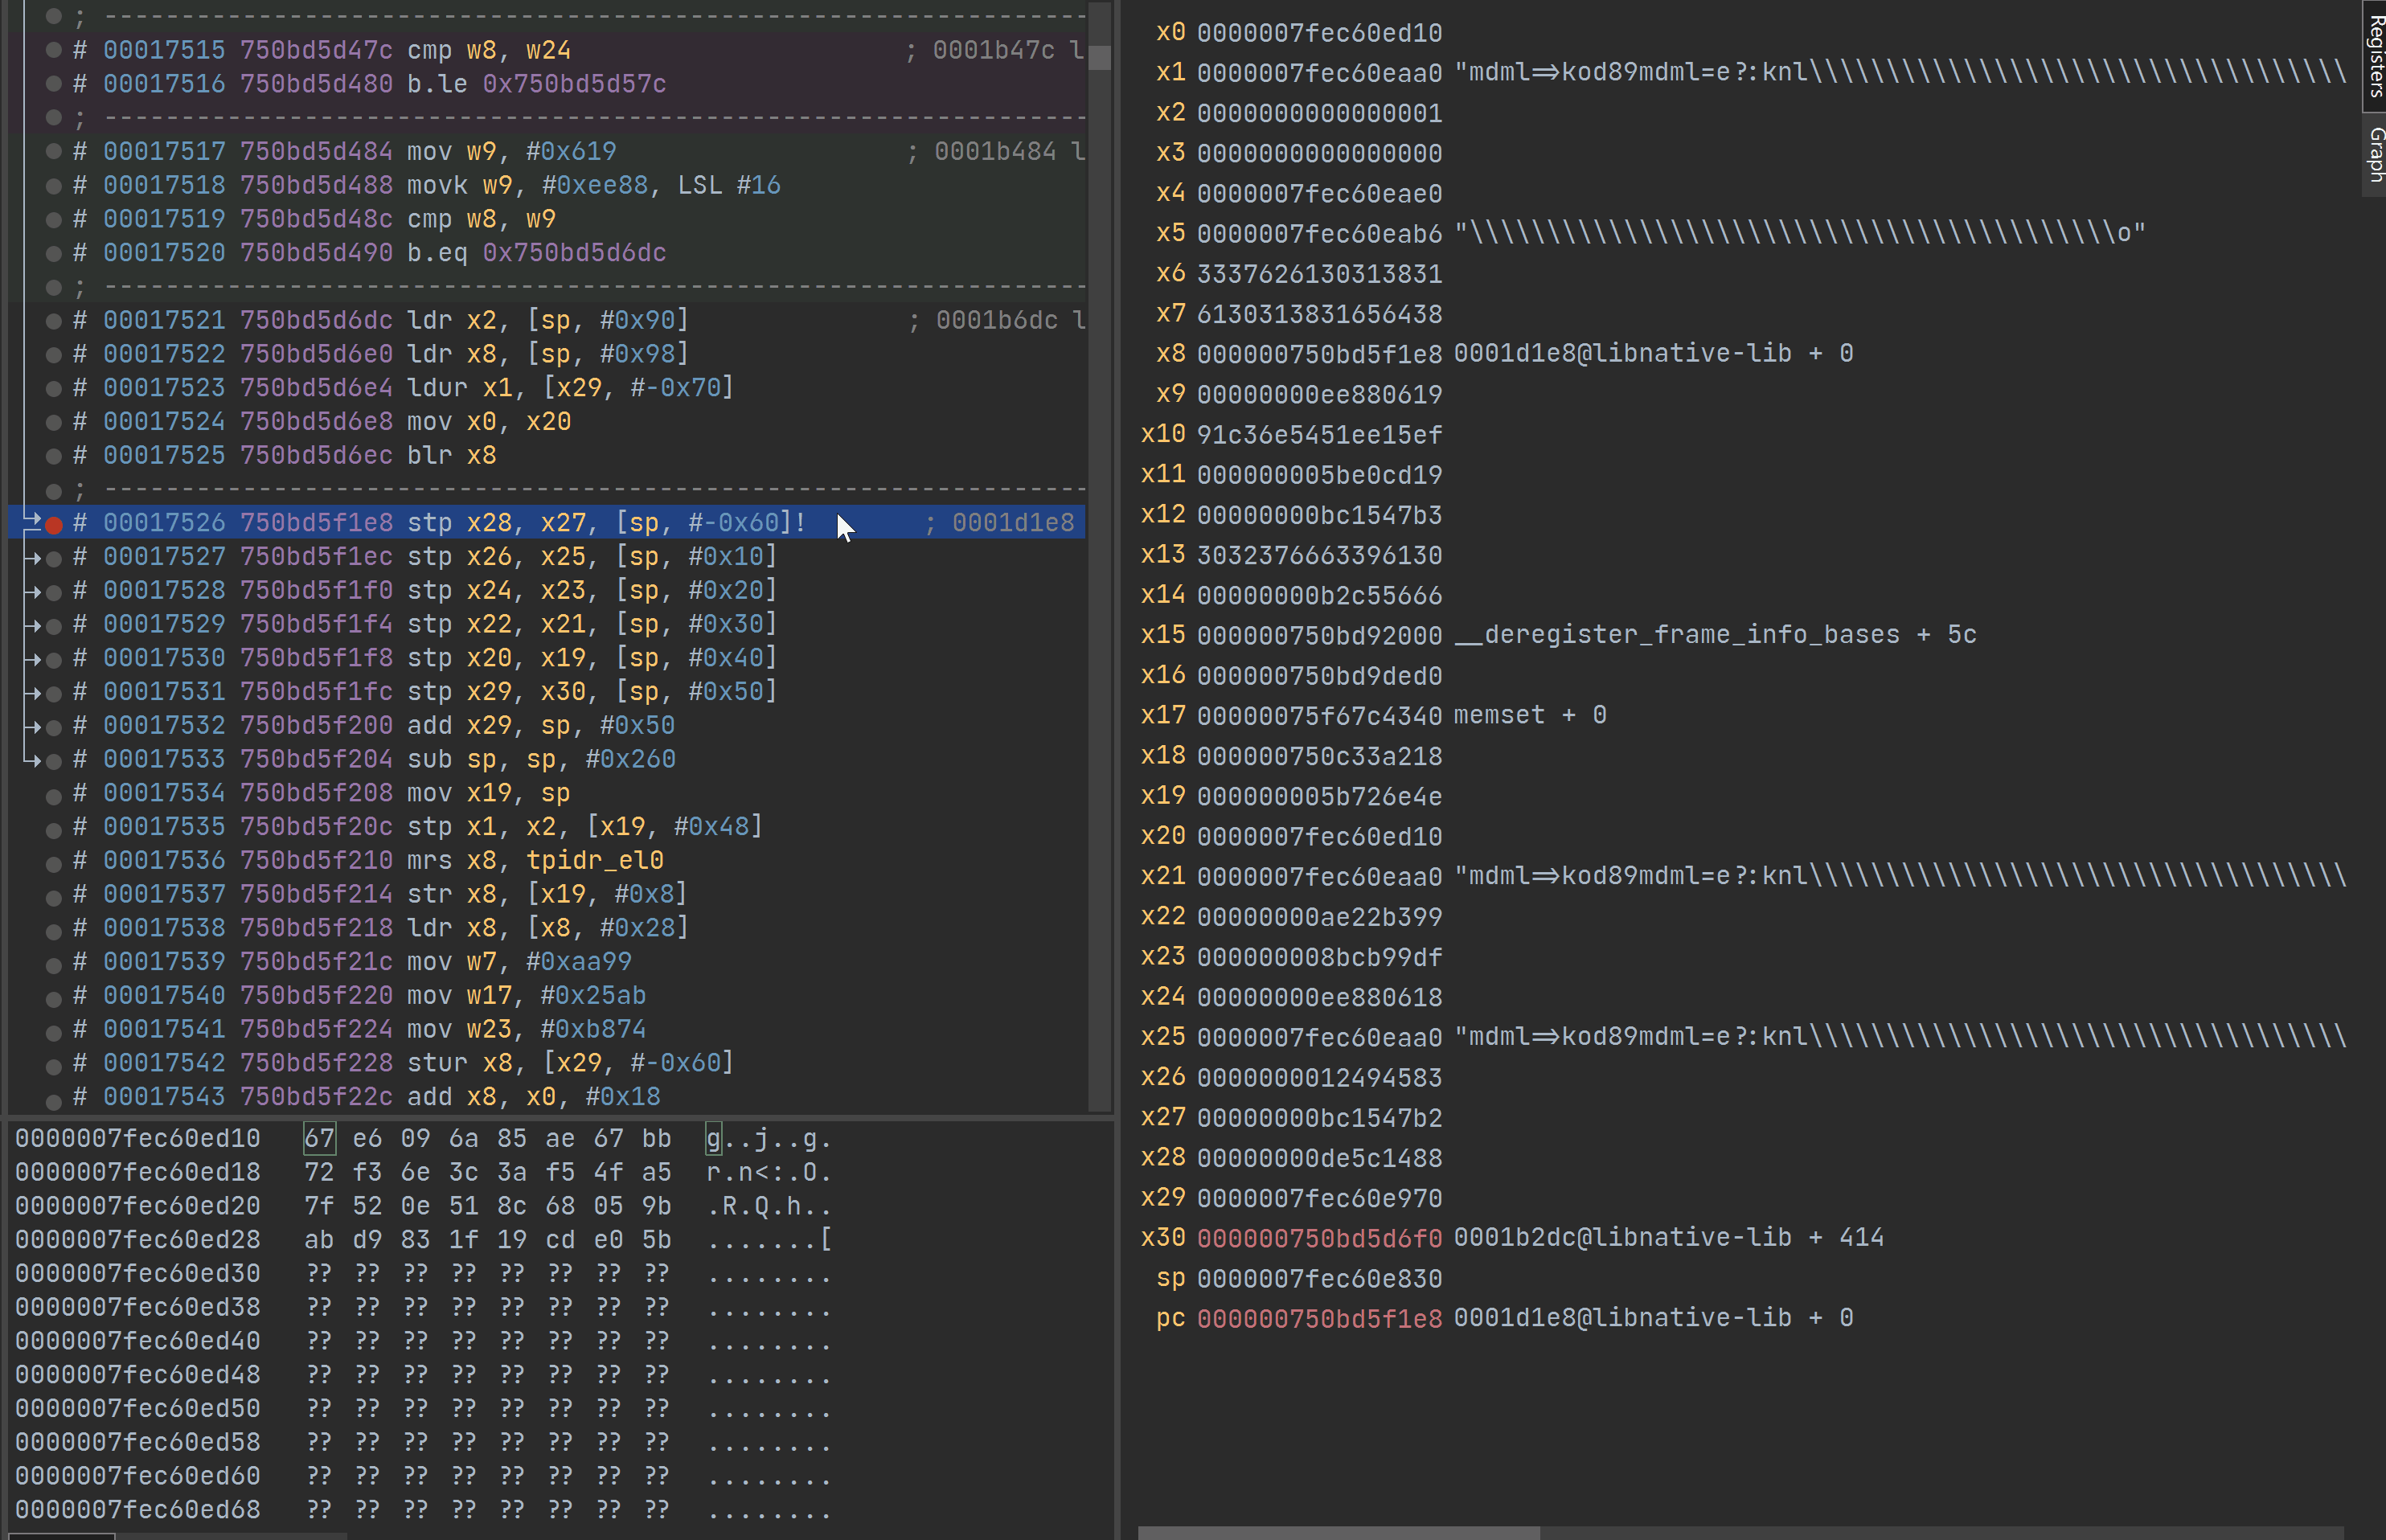 ; ----------------------------------------------------------------
# 00017515 750bd5d47c cmp w8, w24 ; 0001b47c l
# 00017516 750bd5d480 b.le 0x750bd5d57c
; ----------------------------------------------------------------
# 00017517 750bd5d484 mov w9, #0x619 ; 0001b484 l
# 00017518 750bd5d488 movk w9, #0xee88, LSL #16
# 00017519 750bd5d48c cmp w8, w9
# 00017520 750bd5d490 b.eq 0x750bd5d6dc
; ----------------------------------------------------------------
# 00017521 750bd5d6dc ldr x2, [sp, #0x90] ; 0001b6dc l
# 00017522 750bd5d6e0 ldr x8, [sp, #0x98]
# 00017523 750bd5d6e4 ldur x1, [x29, #-0x70]
# 00017524 750bd5d6e8 mov x0, x20
# 00017525 750bd5d6ec blr x8
; ----------------------------------------------------------------
# 00017526 750bd5f1e8 stp x28, x27, [sp, #-0x60]! ; 0001d1e8
# 00017527 750bd5f1ec stp x26, x25, [sp, #0x10]
# 00017528 750bd5f1f0 stp x24, x23, [sp, #0x20]
# 00017529 750bd5f1f4 stp x22, x21, [sp, #0x30]
# 00017530 750bd5f1f8 stp x20, x19, [sp, #0x40]
# 00017531 750bd5f1fc stp x29, x30, [sp, #0x50]
# 00017532 750bd5f200 add x29, sp, #0x50
# 00017533 750bd5f204 sub sp, sp, #0x260
# 00017534 750bd5f208 mov x19, sp
# 00017535 750bd5f20c stp x1, x2, [x19, #0x48]
# 00017536 750bd5f210 mrs x8, tpidr_el0
# 00017537 750bd5f214 str x8, [x19, #0x8]
# 00017538 750bd5f218 ldr x8, [x8, #0x28]
# 00017539 750bd5f21c mov w7, #0xaa99
# 00017540 750bd5f220 mov w17, #0x25ab
# 00017541 750bd5f224 mov w23, #0xb874
# 00017542 750bd5f228 stur x8, [x29, #-0x60]
# 00017543 750bd5f22c add x8, x0, #0x18
0000007fec60ed10 67 e6 09 6a 85 ae 67 bb g..j..g.
0000007fec60ed18 72 f3 6e 3c 3a f5 4f a5 r.n<:.O.
0000007fec60ed20 7f 52 0e 51 8c 68 05 9b .R.Q.h..
0000007fec60ed28 ab d9 83 1f 19 cd e0 5b .......[
0000007fec60ed30 ?? ?? ?? ?? ?? ?? ?? ?? ........
0000007fec60ed38 ?? ?? ?? ?? ?? ?? ?? ?? ........
0000007fec60ed40 ?? ?? ?? ?? ?? ?? ?? ?? ........
0000007fec60ed48 ?? ?? ?? ?? ?? ?? ?? ?? ........
0000007fec60ed50 ?? ?? ?? ?? ?? ?? ?? ?? ........
0000007fec60ed58 ?? ?? ?? ?? ?? ?? ?? ?? ........
0000007fec60ed60 ?? ?? ?? ?? ?? ?? ?? ?? ........
0000007fec60ed68 ?? ?? ?? ?? ?? ?? ?? ?? ........
x0 0000007fec60ed10
x1 0000007fec60eaa0 "mdml=>kod89mdml=e?:knl\\\\\\\\\\\\\\\\\\\\\\\\\\\\\\\\\\\
x2 0000000000000001
x3 0000000000000000
x4 0000007fec60eae0
x5 0000007fec60eab6 "\\\\\\\\\\\\\\\\\\\\\\\\\\\\\\\\\\\\\\\\\\o"
x6 3337626130313831
x7 6130313831656438
x8 000000750bd5f1e8 0001d1e8@libnative-lib + 0
x9 00000000ee880619
x10 91c36e5451ee15ef
x11 000000005be0cd19
x12 00000000bc1547b3
x13 3032376663396130
x14 00000000b2c55666
x15 000000750bd92000 __deregister_frame_info_bases + 5c
x16 000000750bd9ded0
x17 00000075f67c4340 memset + 0
x18 000000750c33a218
x19 000000005b726e4e
x20 0000007fec60ed10
x21 0000007fec60eaa0 "mdml=>kod89mdml=e?:knl\\\\\\\\\\\\\\\\\\\\\\\\\\\\\\\\\\\
x22 00000000ae22b399
x23 000000008bcb99df
x24 00000000ee880618
x25 0000007fec60eaa0 "mdml=>kod89mdml=e?:knl\\\\\\\\\\\\\\\\\\\\\\\\\\\\\\\\\\\
x26 0000000012494583
x27 00000000bc1547b2
x28 00000000de5c1488
x29 0000007fec60e970
x30 000000750bd5d6f0 0001b2dc@libnative-lib + 414
sp 0000007fec60e830
pc 000000750bd5f1e8 0001d1e8@libnative-lib + 0
Registers
Graph